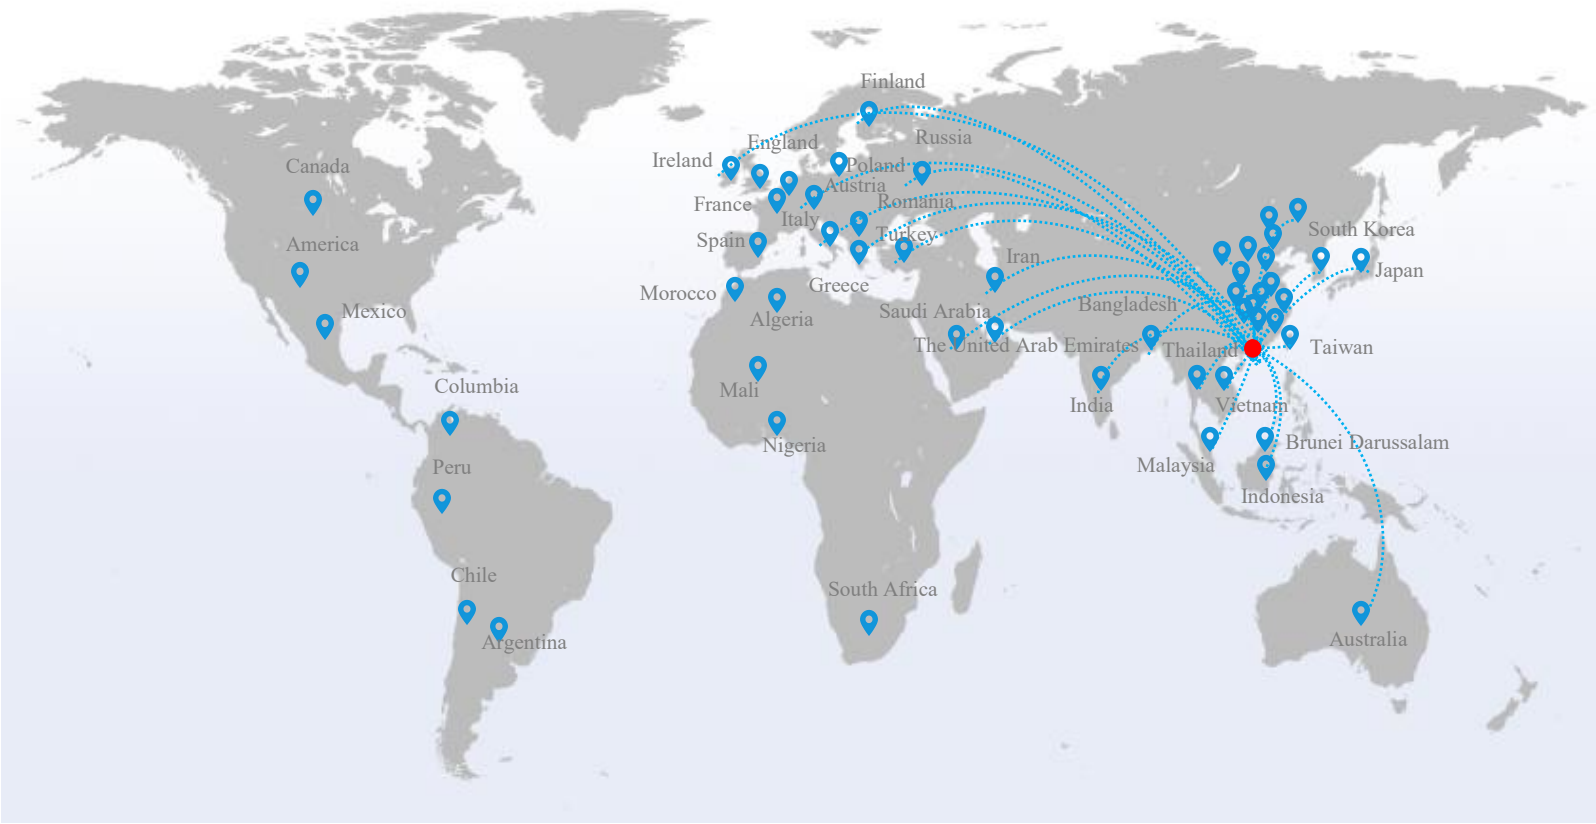 Finland
Russia
England
Ireland
Poland
Canada
Austria
France
Romania
Italy
South Korea
America
Spain
Turkey
Iran
Japan
Greece
Morocco
Mexico
Algeria
Saudi Arabia
Bangladesh
The United Arab Emirates
Thailand
Taiwan
Columbia
Mali
India
Vietnam
Nigeria
Brunei Darussalam
Peru
Malaysia
Indonesia
Chile
South Africa
Argentina
Australia